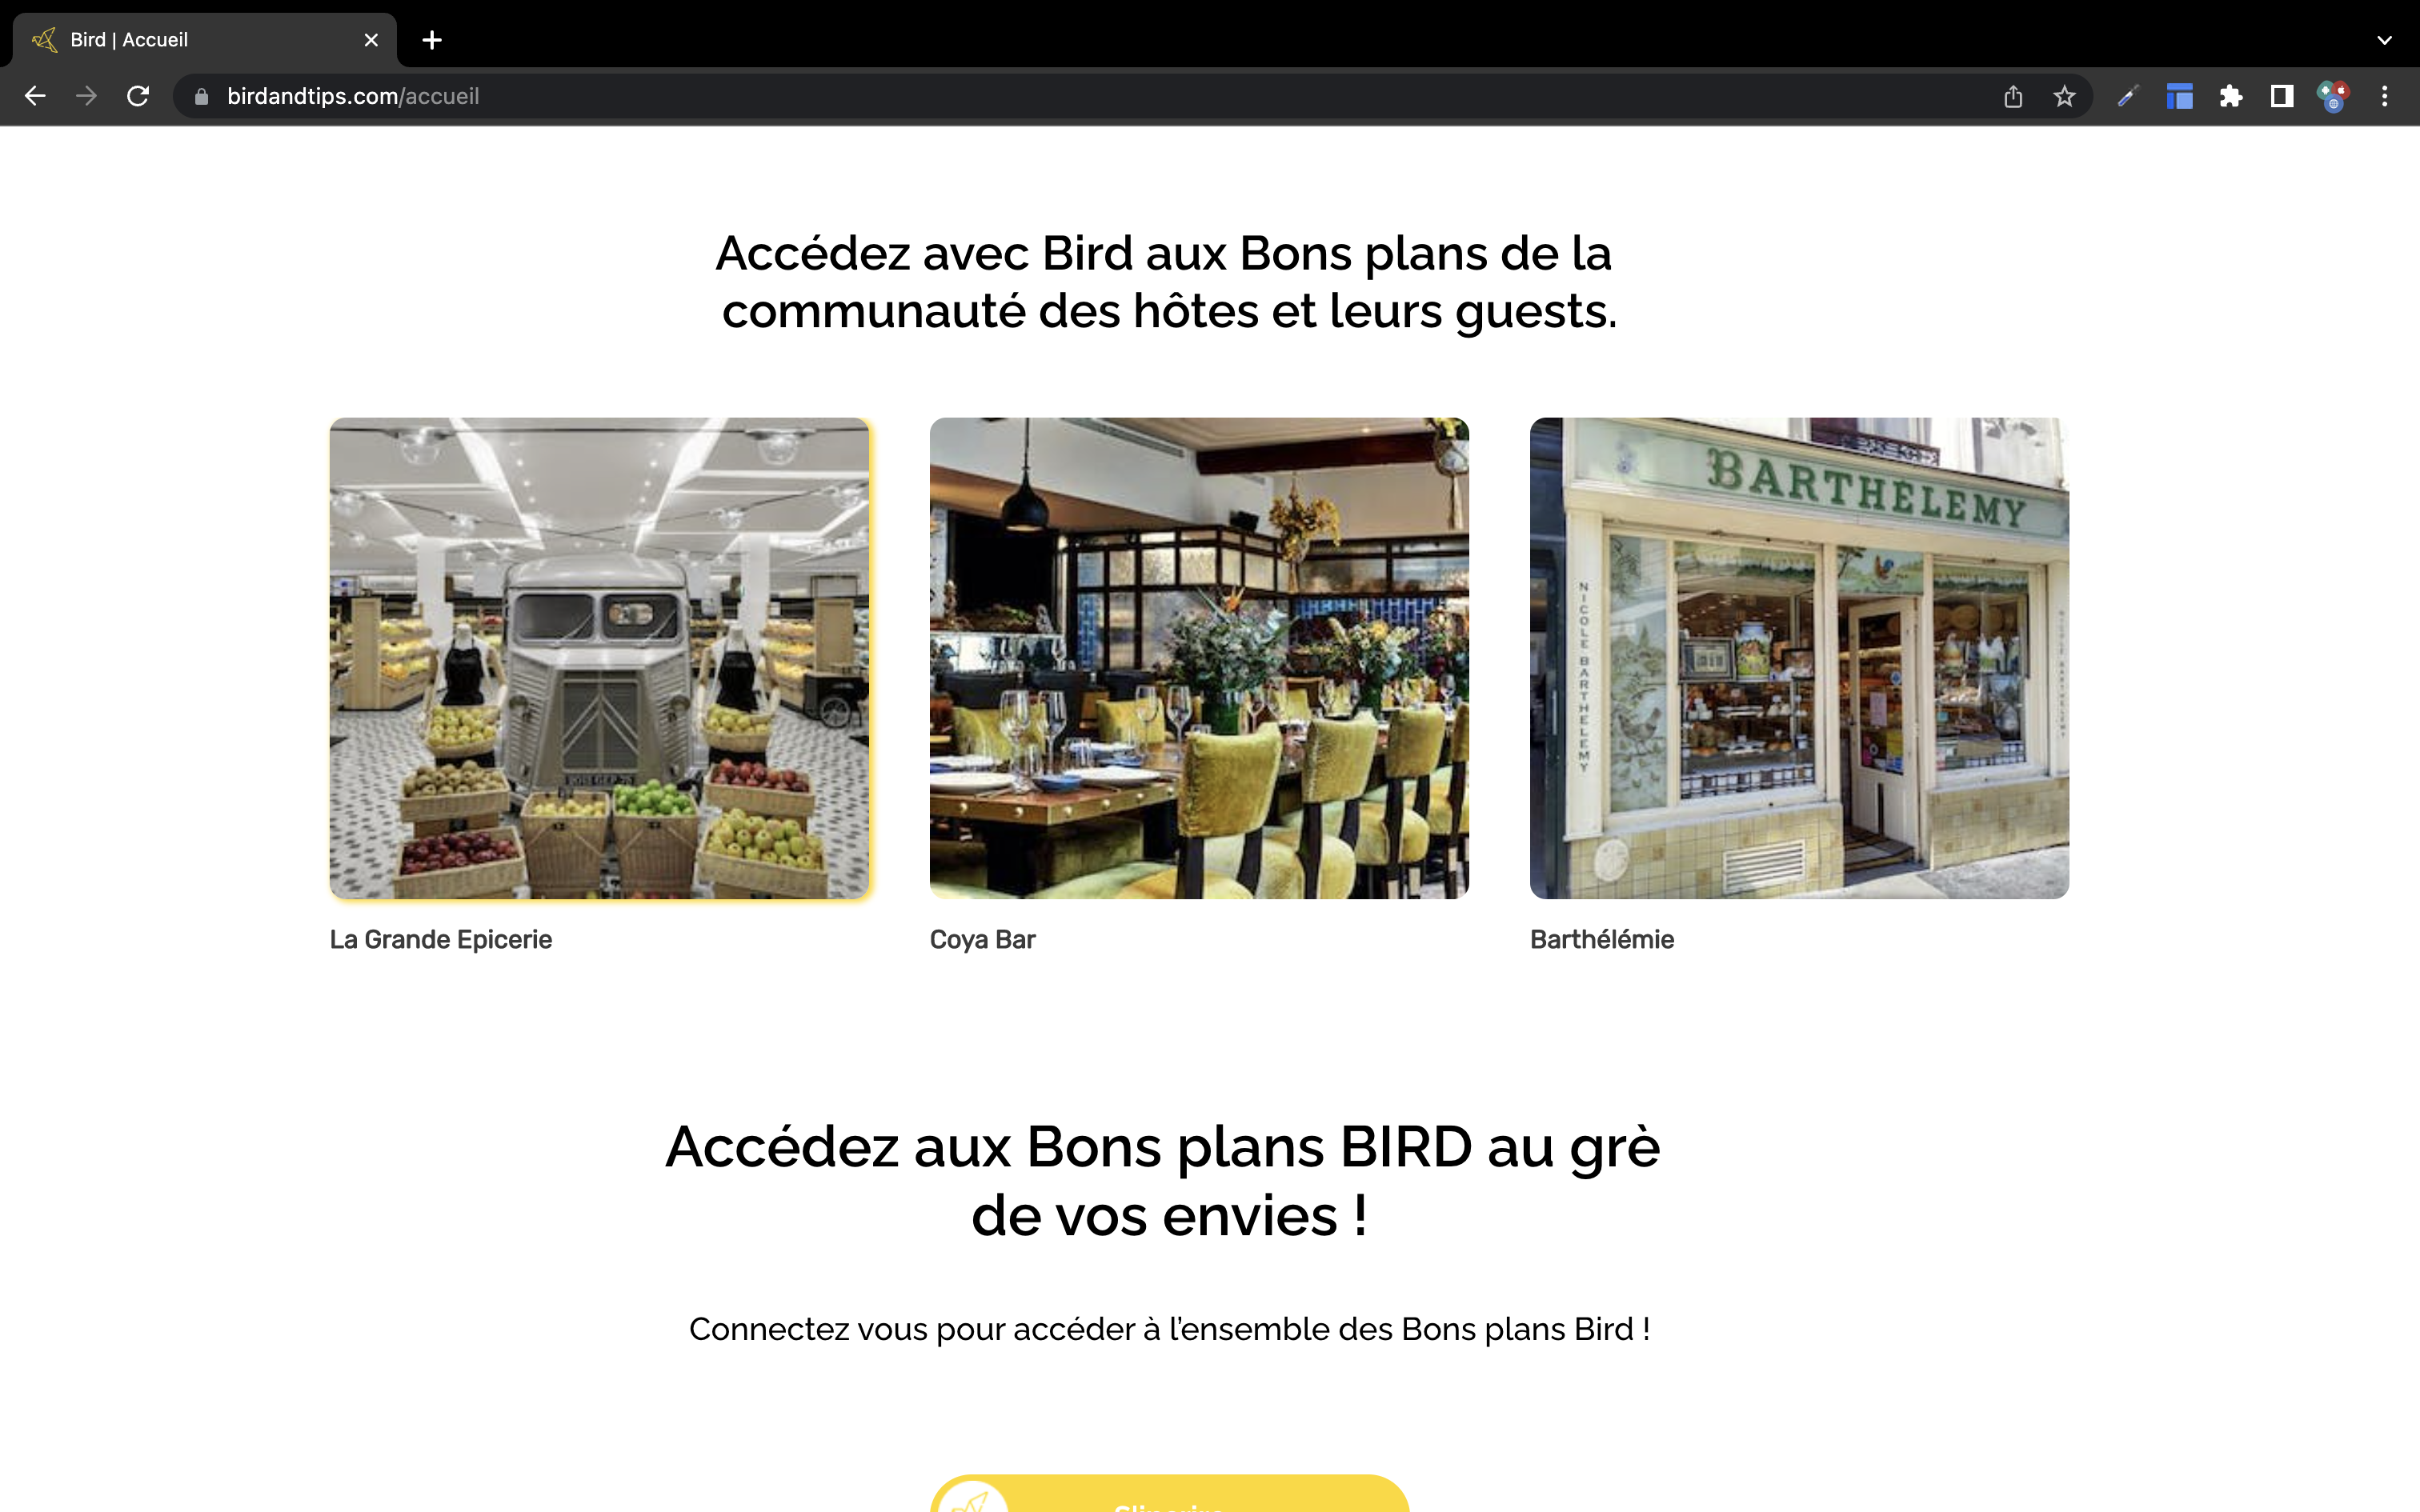 Bird | Accueil
birdandtips.com/accueil
Accédez avec Bird aux Bons plans de la
communauté des hôtes et leurs guests.
BARTHÉLEMY
NICOLE BARTHELEMY
La Grande Epicerie
Coya Bar
Barthélémie
Accédez aux Bons plans BIRD au grè
de vos envies !
Connectez vous pour accéder à l’ensemble des Bons plans Bird !